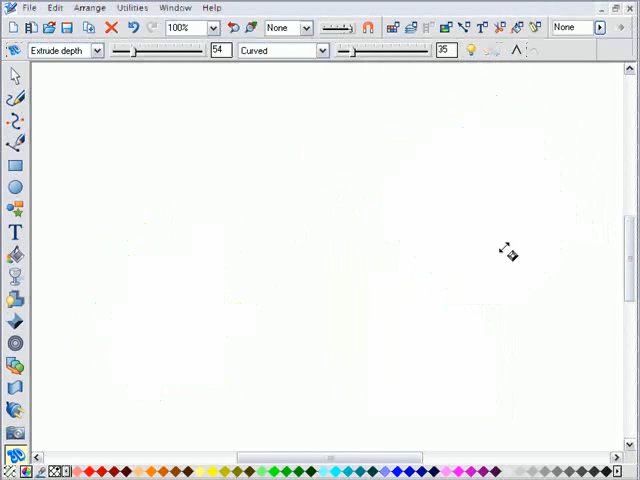 File Edit Arrange Utilities Window Help
100% None None
Extrude depth 54 Curved 35
T